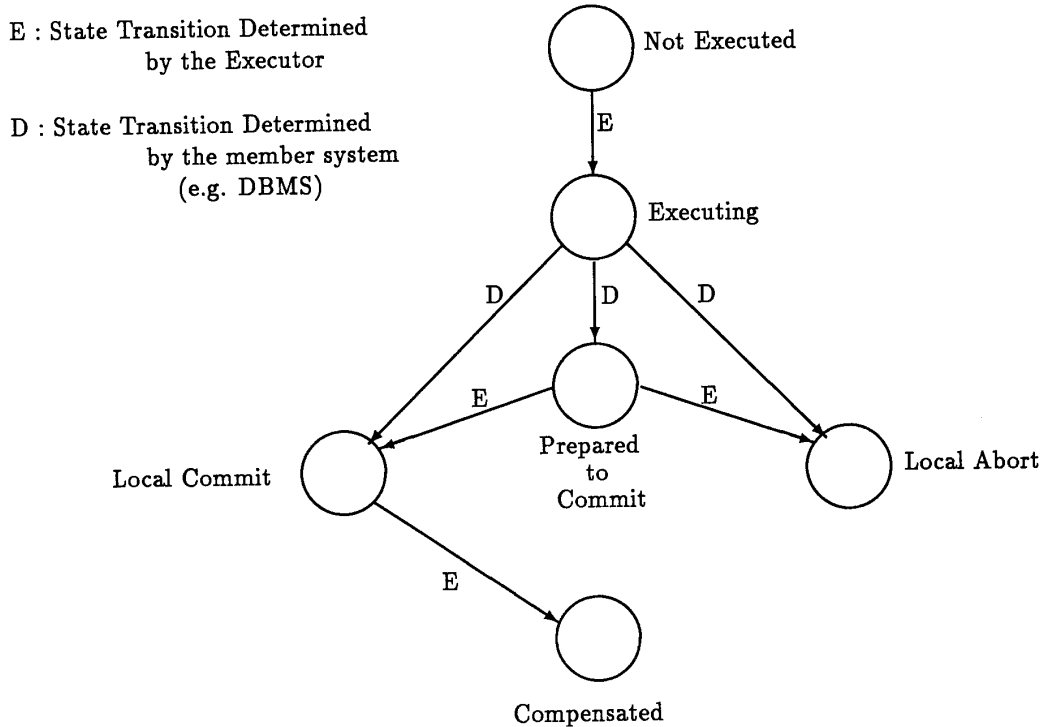 E : State Transition Determined
by the Executor
D : State Transition Determined
by the member system
(e.g. DBMS)
Not Executed
E
Executing
D
D
D
E
E
Prepared
to
Commit
Local Commit
Local Abort
E
Compensated